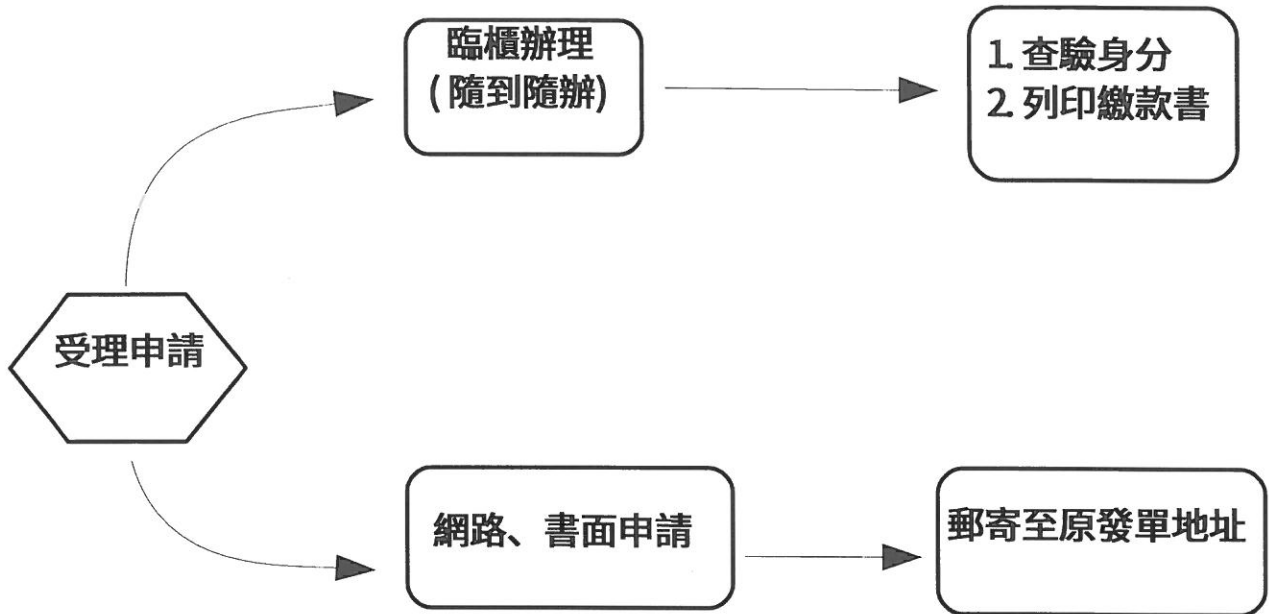 臨櫃辦理
(隨到隨辦)
1. 查驗身分
2. 列印繳款書
受理申請
網路、書面申請
郵寄至原發單地址